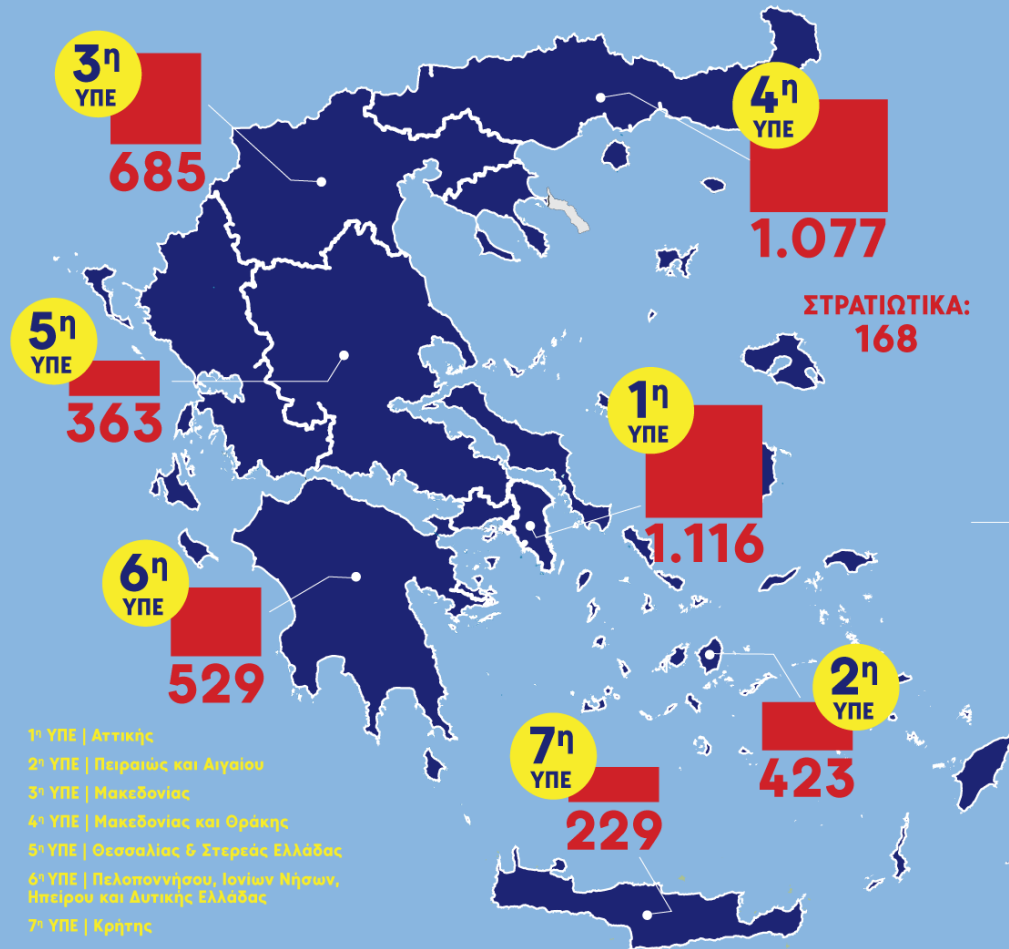 3η
ΥΠΕ
685
4η
ΥΠΕ
1.077
ΣΤΡΑΤΙΩΤΙΚΑ:
168
5η
ΥΠΕ
363
1η
ΥΠΕ
1.116
6η
ΥΠΕ
529
2η
ΥΠΕ
423
7η
ΥΠΕ
229
1η ΥΠΕ | Αττικής
2η ΥΠΕ | Πειραιώς και Αιγαίου
3η ΥΠΕ | Μακεδονίας
4η ΥΠΕ | Μακεδονίας και Θράκης
5η ΥΠΕ | Θεσσαλίας & Στερεάς Ελλάδας
6η ΥΠΕ | Πελοποννήσου, Ιονίων Νήσων,
Ηπείρου και Δυτικής Ελλάδας
7η ΥΠΕ | Κρήτης